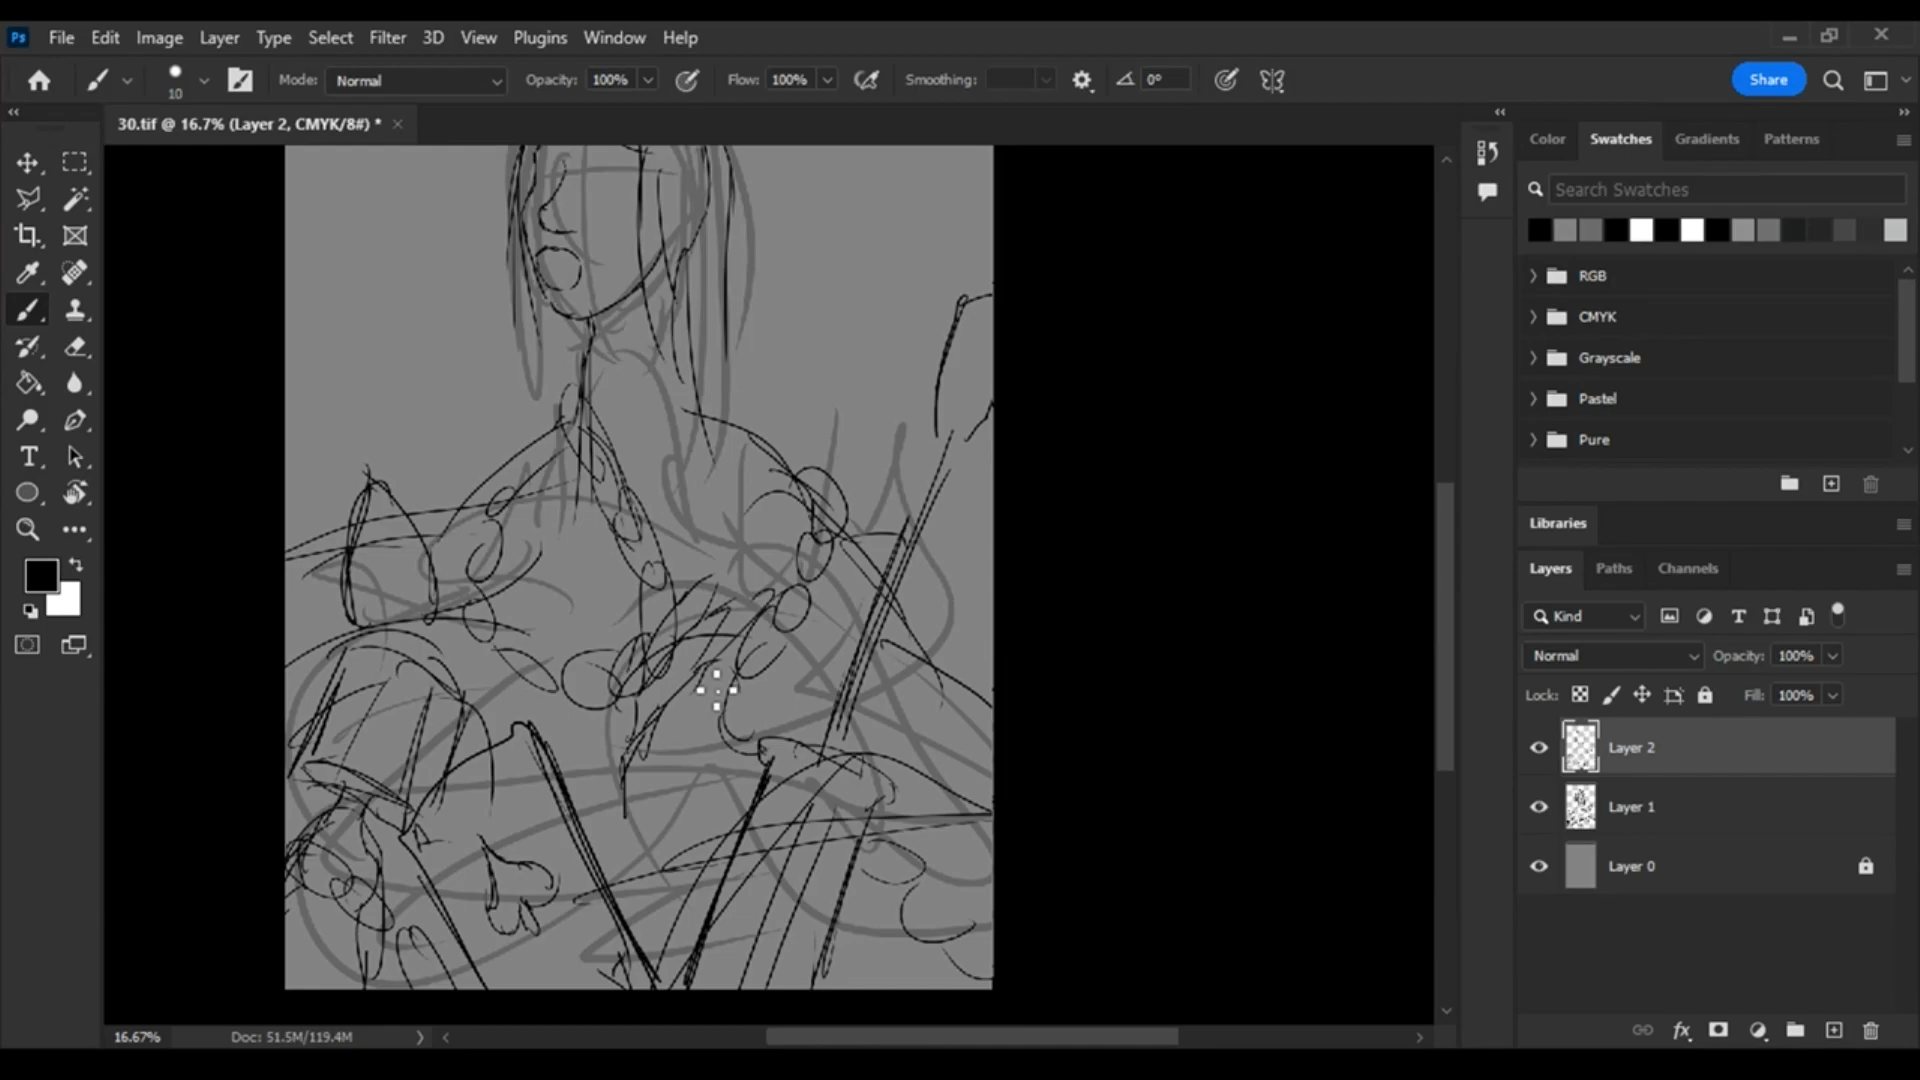 Ps File Edit Image Layer Type Select Filter 3D View Plugins Window Help
10 Mode: Normal Opacity: 100% Flow: 100% Smoothing: 0° Share
30.tif @ 16.7% (Layer 2, CMYK/8#) *
Color Swatches Gradients Patterns
Search Swatches
RGB
CMYK
Grayscale
Pastel
Pure
Libraries
Layers Paths Channels
Kind
Normal Opacity: 100%
Lock: Fill: 100%
Layer 2
Layer 1
Layer 0
16.67% Doc: 51.5M/119.4M